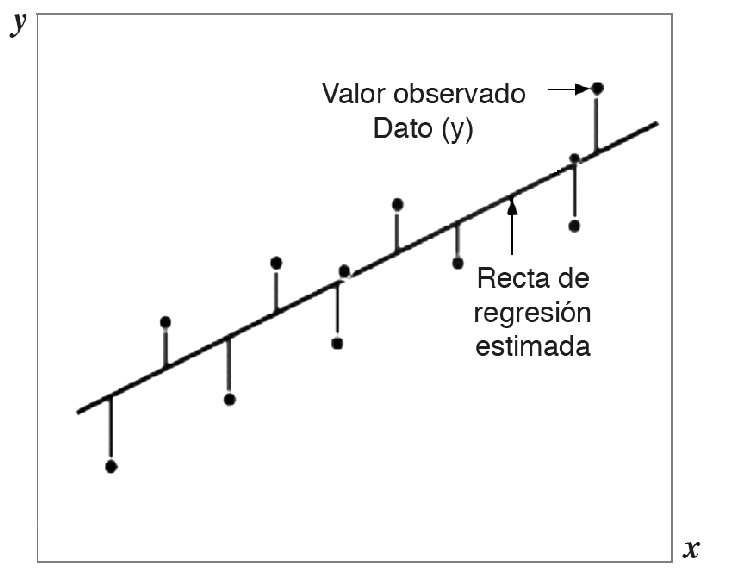 y
Valor observado
Dato (y)
Recta de
regresión
estimada
x